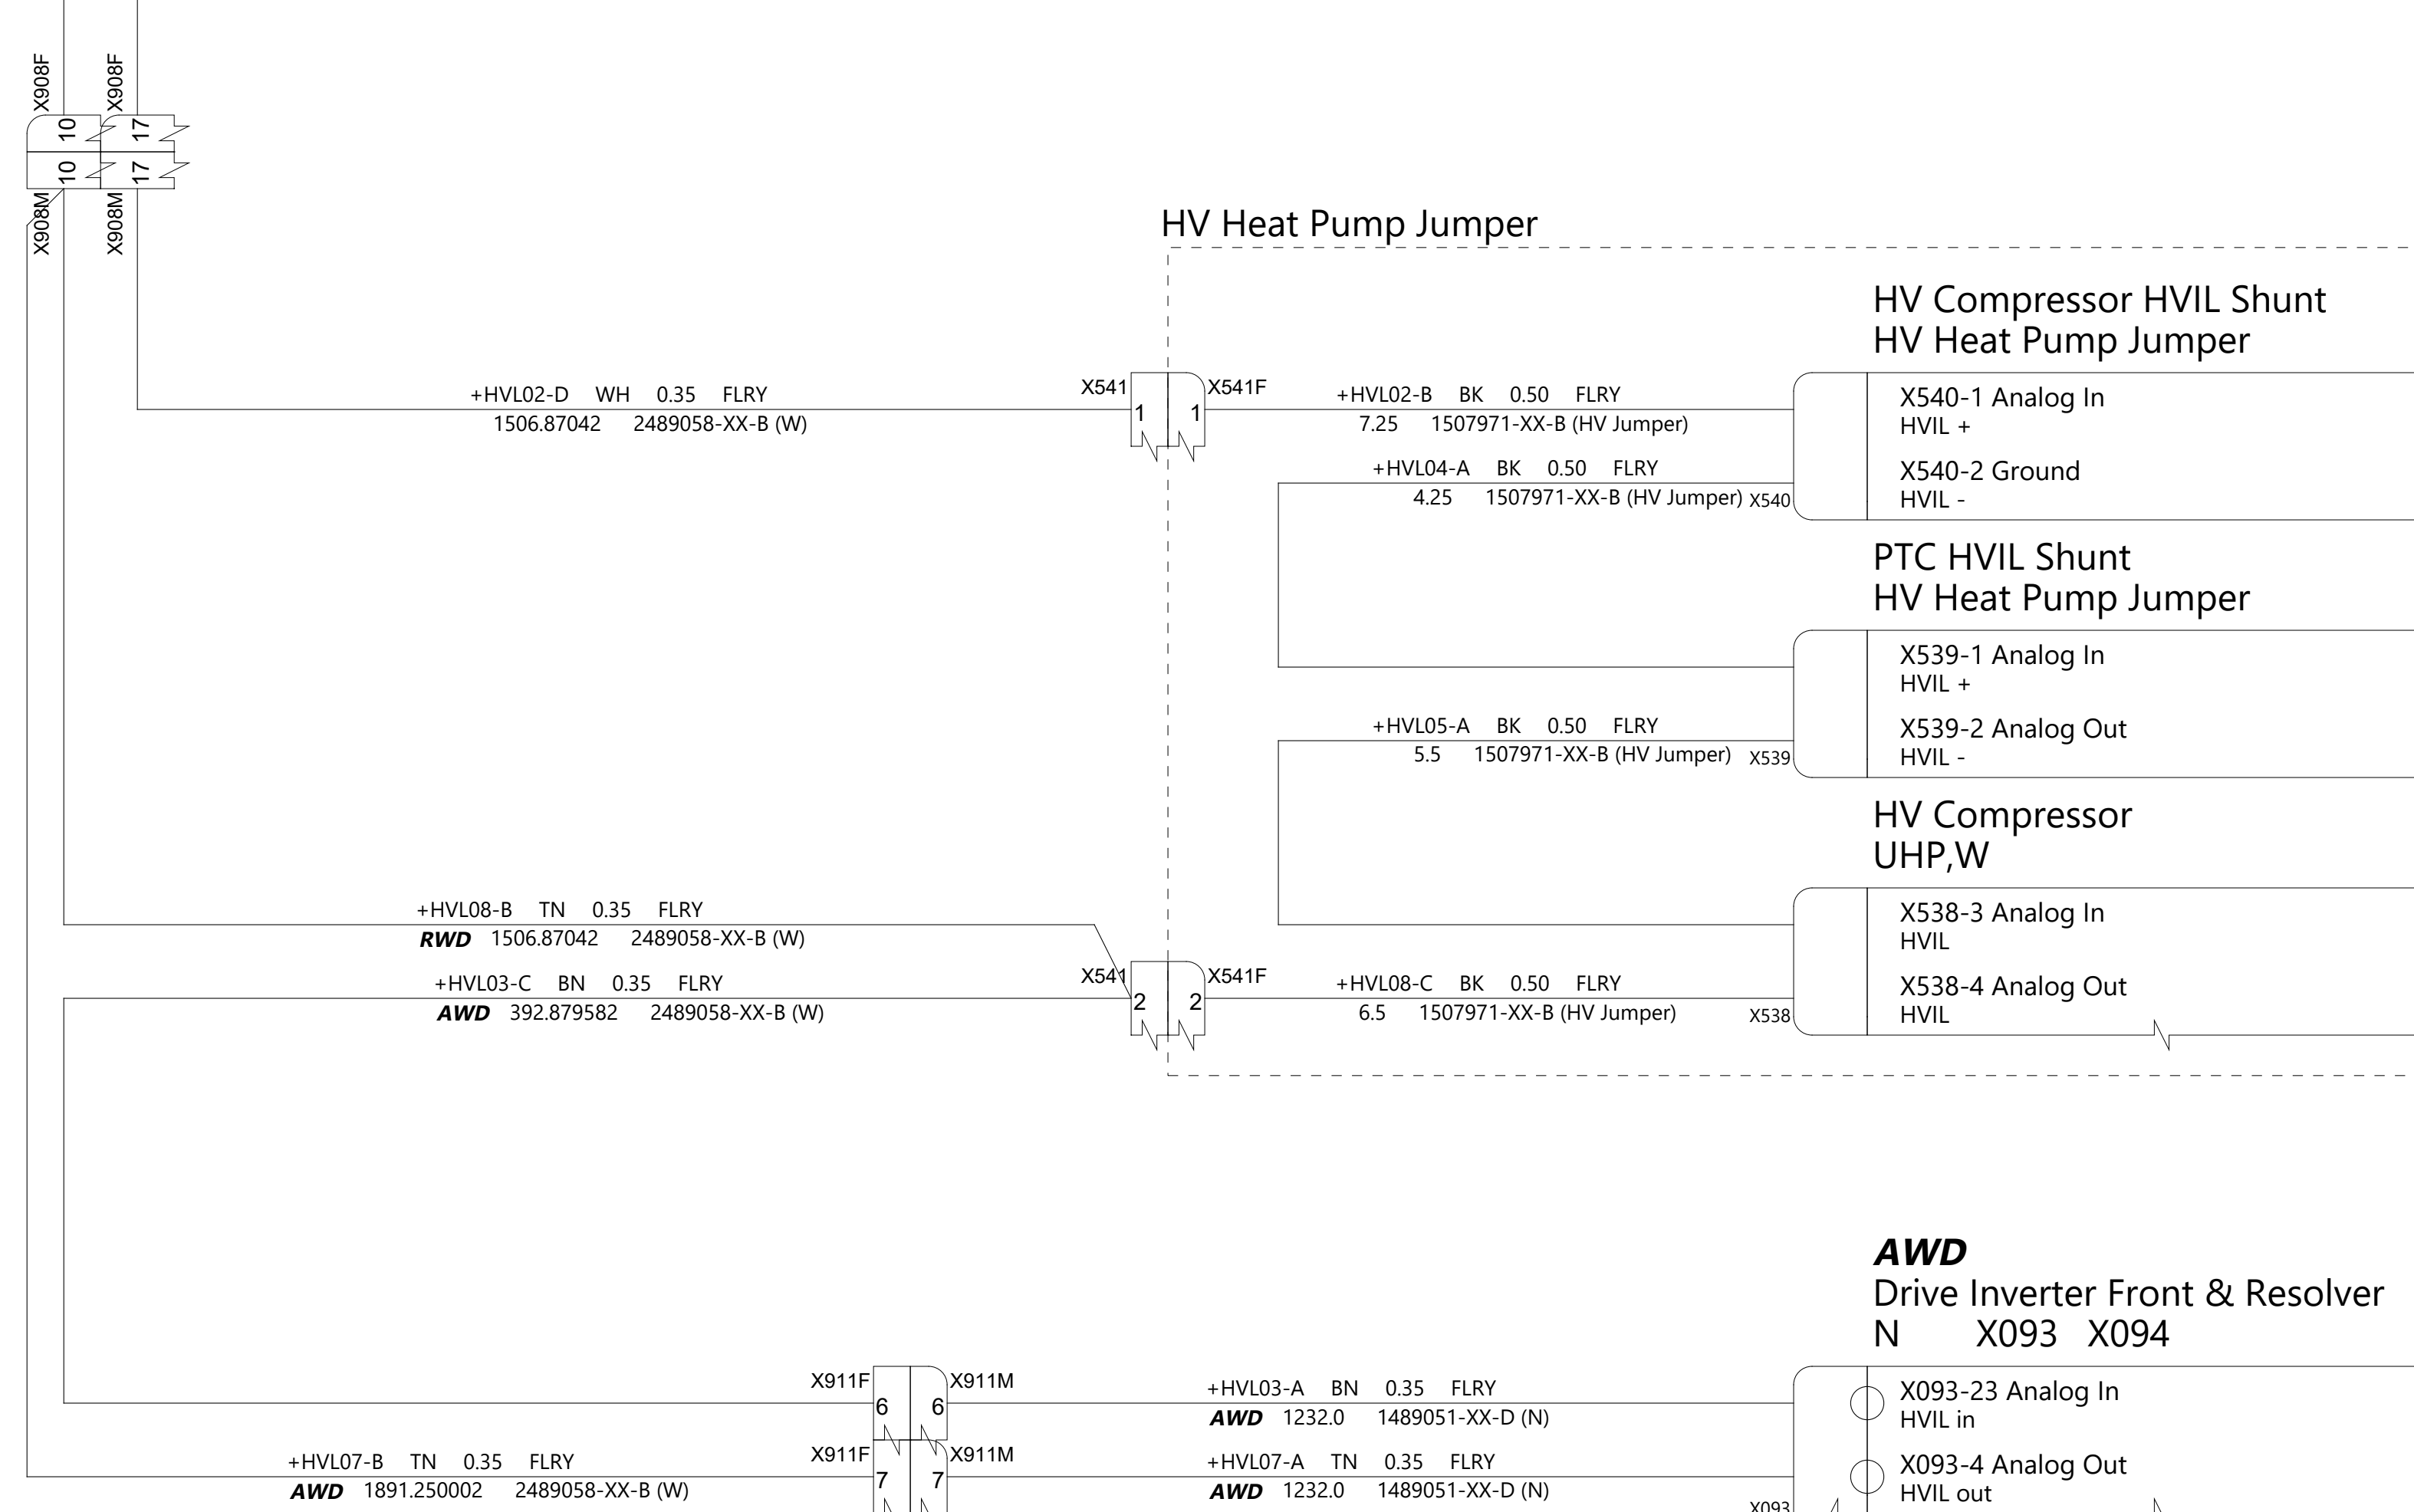 X908F X908F
10 17
10 17
X908M X908M
HV Heat Pump Jumper
HV Compressor HVIL Shunt
HV Heat Pump Jumper
+HVL02-D WH 0.35 FLRY
1506.87042 2489058-XX-B (W)
X541 1
X541F 1
+HVL02-B BK 0.50 FLRY
7.25 1507971-XX-B (HV Jumper)
X540-1 Analog In
HVIL +
+HVL04-A BK 0.50 FLRY
4.25 1507971-XX-B (HV Jumper) X540
X540-2 Ground
HVIL -
PTC HVIL Shunt
HV Heat Pump Jumper
X539-1 Analog In
HVIL +
+HVL05-A BK 0.50 FLRY
5.5 1507971-XX-B (HV Jumper) X539
X539-2 Analog Out
HVIL -
HV Compressor
UHP,W
X538-3 Analog In
HVIL
+HVL08-B TN 0.35 FLRY
RWD 1506.87042 2489058-XX-B (W)
+HVL03-C BN 0.35 FLRY
AWD 392.879582 2489058-XX-B (W)
X541 2
X541F 2
+HVL08-C BK 0.50 FLRY
6.5 1507971-XX-B (HV Jumper) X538
X538-4 Analog Out
HVIL
AWD
Drive Inverter Front & Resolver
N X093 X094
X911F 6
X911M 6
+HVL03-A BN 0.35 FLRY
AWD 1232.0 1489051-XX-D (N)
X093-23 Analog In
HVIL in
+HVL07-B TN 0.35 FLRY
AWD 1891.250002 2489058-XX-B (W)
X911F 7
X911M 7
+HVL07-A TN 0.35 FLRY
AWD 1232.0 1489051-XX-D (N)
X093
X093-4 Analog Out
HVIL out